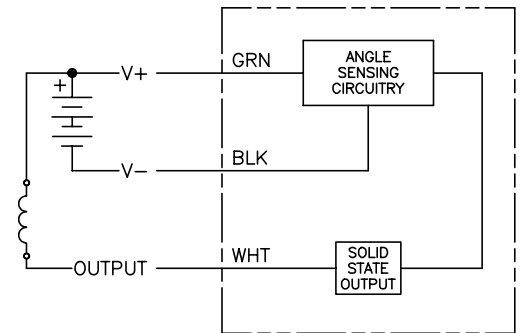 GRN
V+
ANGLE
SENSING
CIRCUITRY
+
BLK
V-
WHT
OUTPUT
SOLID
STATE
OUTPUT